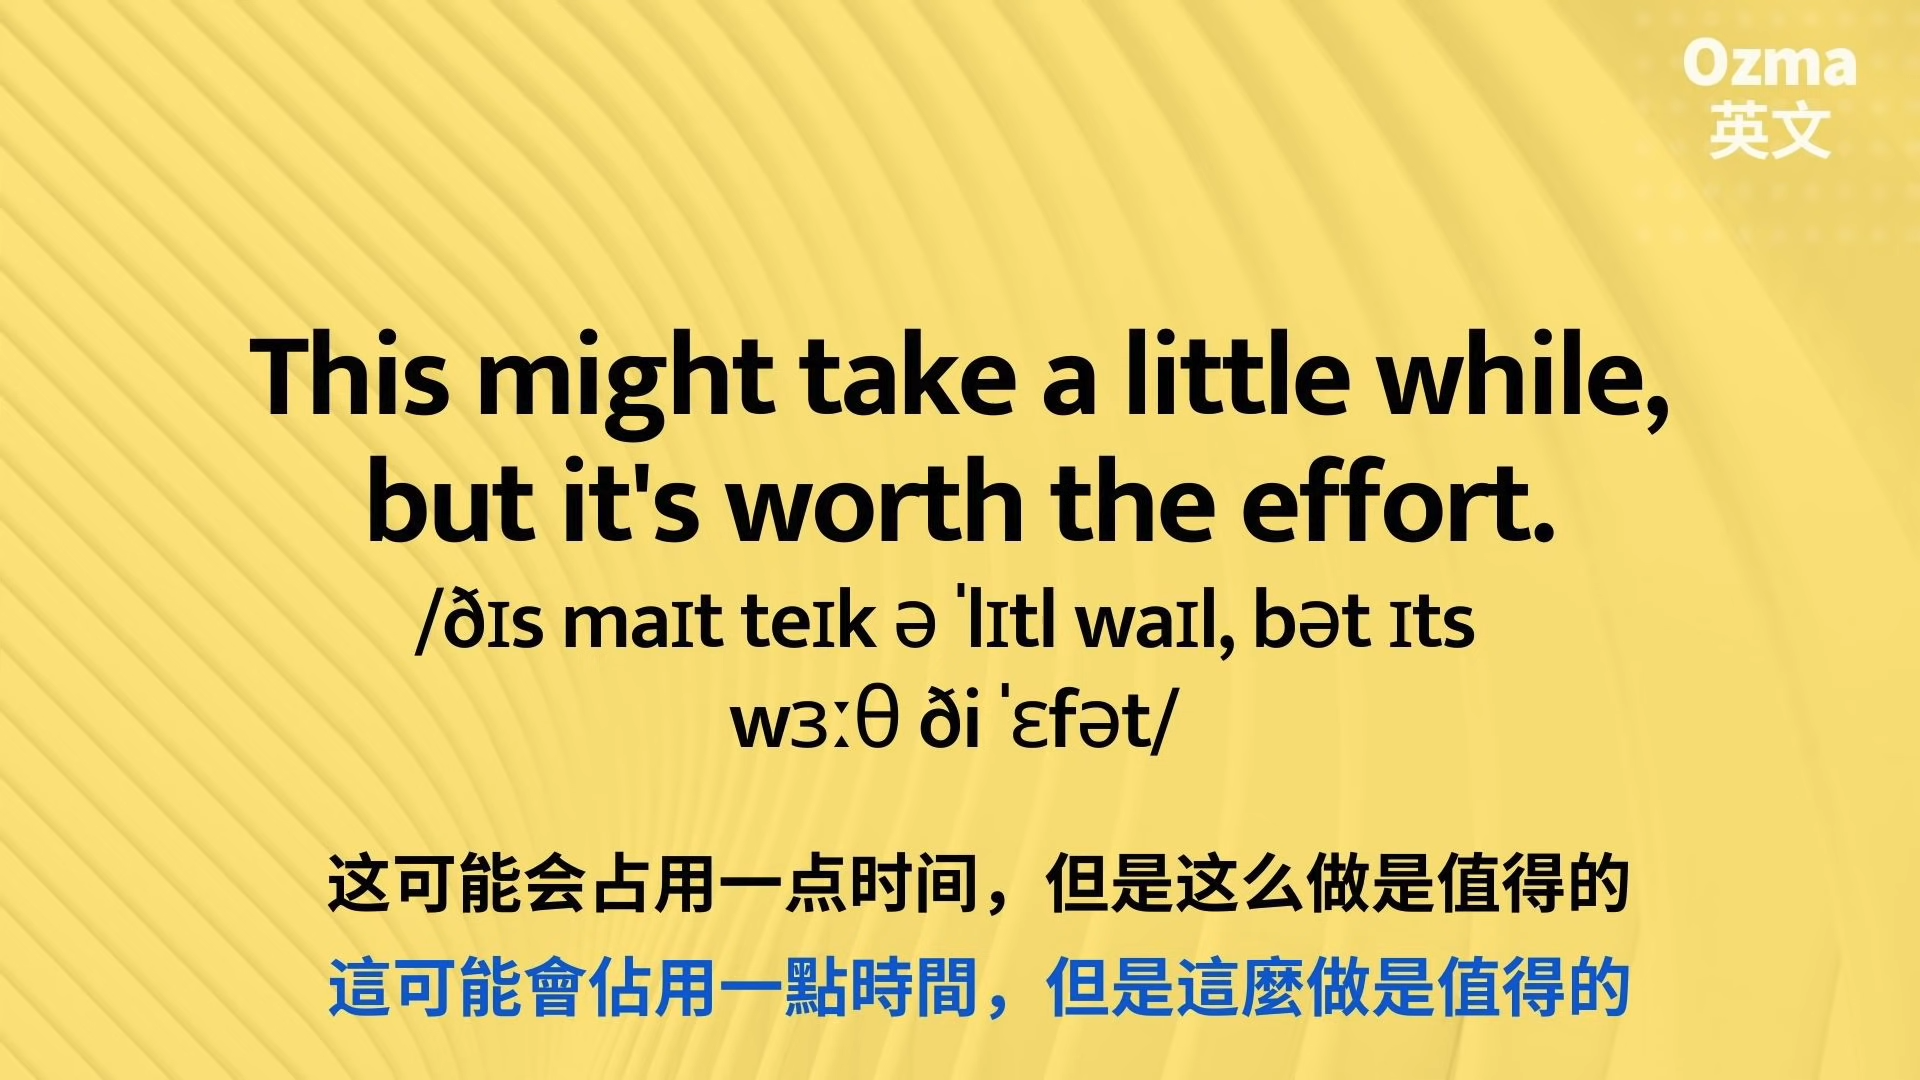 Ozma
英文
This might take a little while,
but it's worth the effort.
/ðɪs maɪt teɪk ə ˈlɪtl waɪl, bət ɪts
wɜːθ ði ˈɛfət/
这可能会占用一点时间，但是这么做是值得的
這可能會佔用一點時間，但是這麼做是值得的